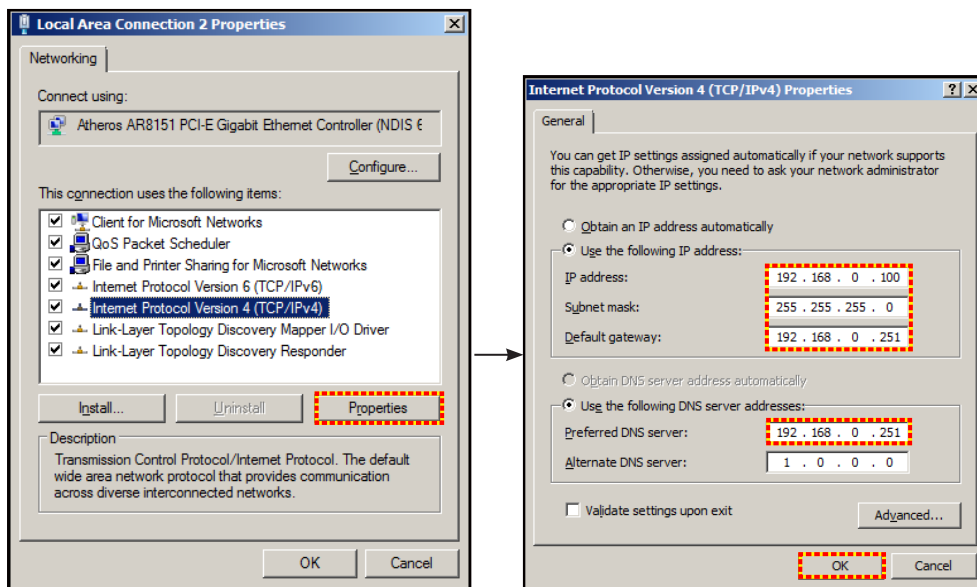 Local Area Connection 2 Properties
Networking
Connect using:
Atheros AR8151 PCI-E Gigabit Ethernet Controller (NDIS 6
Configure...
This connection uses the following items:
Client for Microsoft Networks
QoS Packet Scheduler
File and Printer Sharing for Microsoft Networks
Internet Protocol Version 6 (TCP/IPv6)
Internet Protocol Version 4 (TCP/IPv4)
Link-Layer Topology Discovery Mapper I/O Driver
Link-Layer Topology Discovery Responder
Install...
Uninstall
Properties
Description
Transmission Control Protocol/Internet Protocol. The default
wide area network protocol that provides communication
across diverse interconnected networks.
OK
Cancel
Internet Protocol Version 4 (TCP/IPv4) Properties
General
You can get IP settings assigned automatically if your network supports
this capability. Otherwise, you need to ask your network administrator
for the appropriate IP settings.
Obtain an IP address automatically
Use the following IP address:
IP address: 192 . 168 . 0 . 100
Subnet mask: 255 . 255 . 255 . 0
Default gateway: 192 . 168 . 0 . 251
Obtain DNS server address automatically
Use the following DNS server addresses:
Preferred DNS server: 192 . 168 . 0 . 251
Alternate DNS server: 1 . 0 . 0 . 0
Validate settings upon exit
Advanced...
OK
Cancel